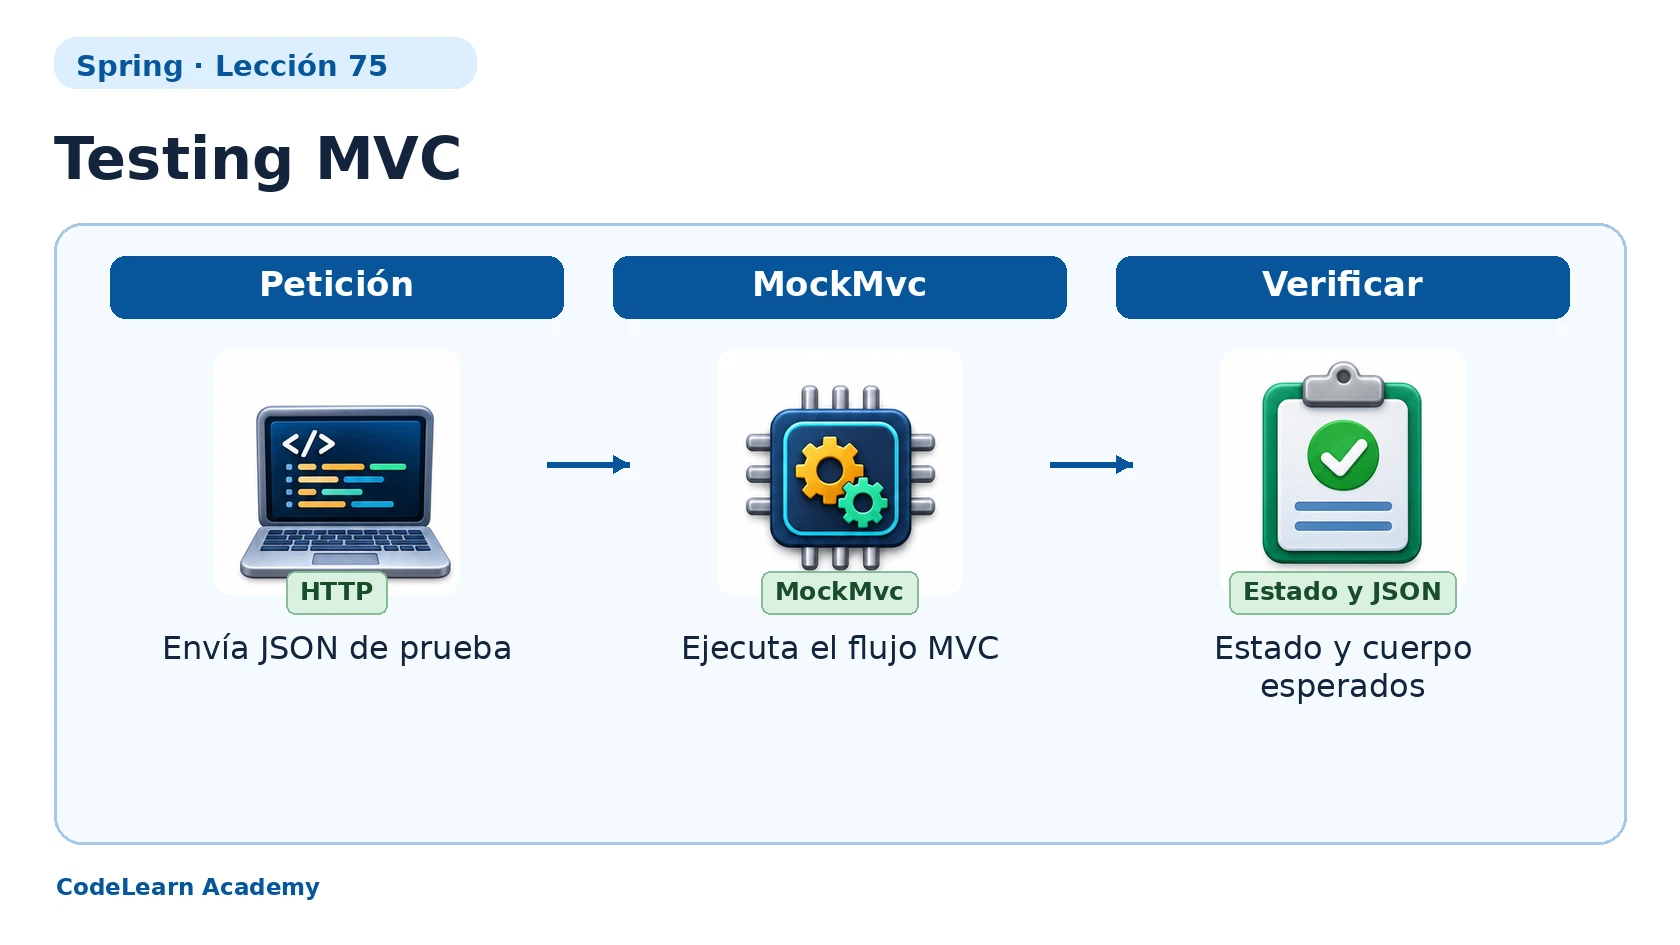 Spring · Lección 75
Testing MVC
Petición
MockMvc
Verificar
</>
HTTP
MockMvc
Estado y JSON
Envía JSON de prueba
Ejecuta el flujo MVC
Estado y cuerpo
esperados
CodeLearn Academy